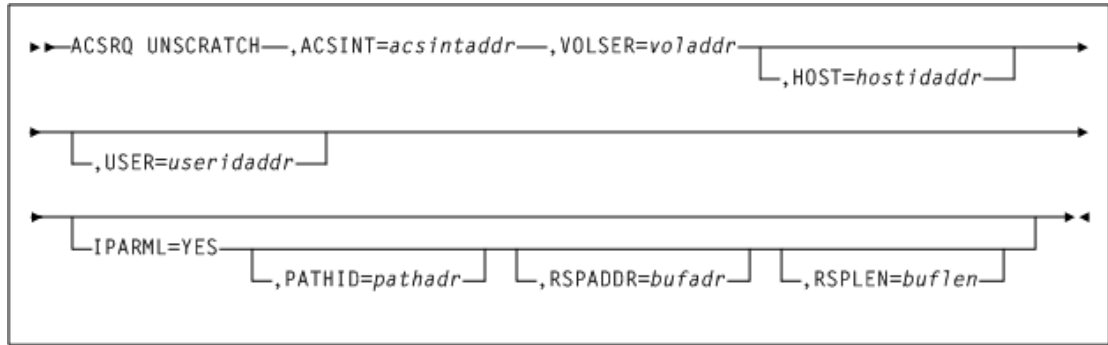 ACSRQ UNSCRATCH ,ACSINT=acsintaddr ,VOLSER=voladdr
,HOST=hostidaddr
,USER=useridaddr
IPARML=YES
,PATHID=pathadr ,RSPADDR=bufadr ,RSPLEN=buflen